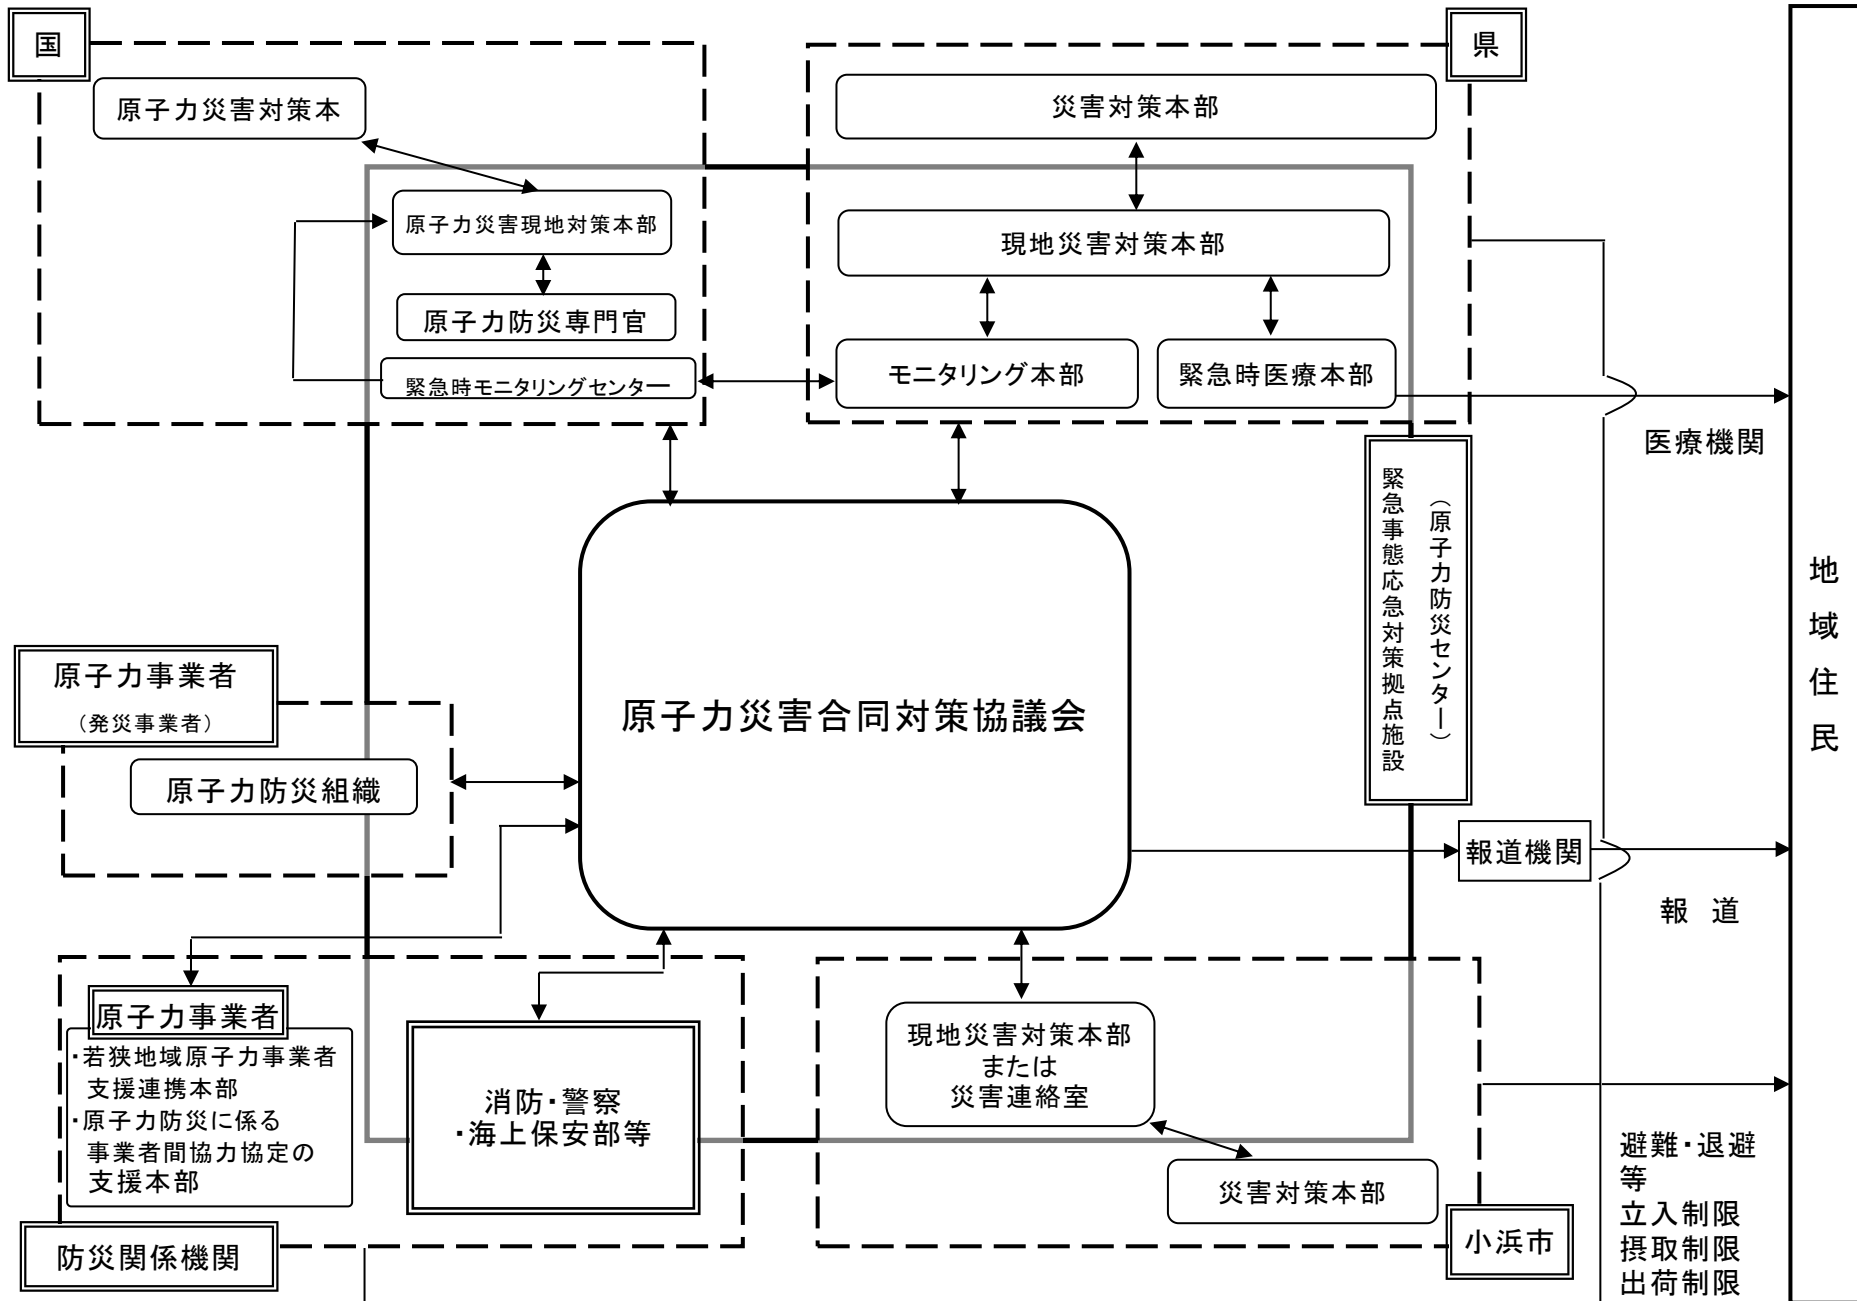 国
県
原子力災害対策本
災害対策本部
原子力災害現地対策本部
現地災害対策本部
原子力防災専門官
緊急時モニタリングセンター
モニタリング本部
緊急時医療本部
医療機関
緊急事態応急対策拠点施設
（原子力防災センター）
地域住民
原子力事業者
（発災事業者）
原子力防災組織
原子力災害合同対策協議会
報道機関
報 道
原子力事業者
・若狭地域原子力事業者
支援連携本部
・原子力防災に係る
事業者間協力協定の
支援本部
消防・警察
・海上保安部等
現地災害対策本部
または
災害連絡室
災害対策本部
避難・退避
等
立入制限
摂取制限
出荷制限
防災関係機関
小浜市